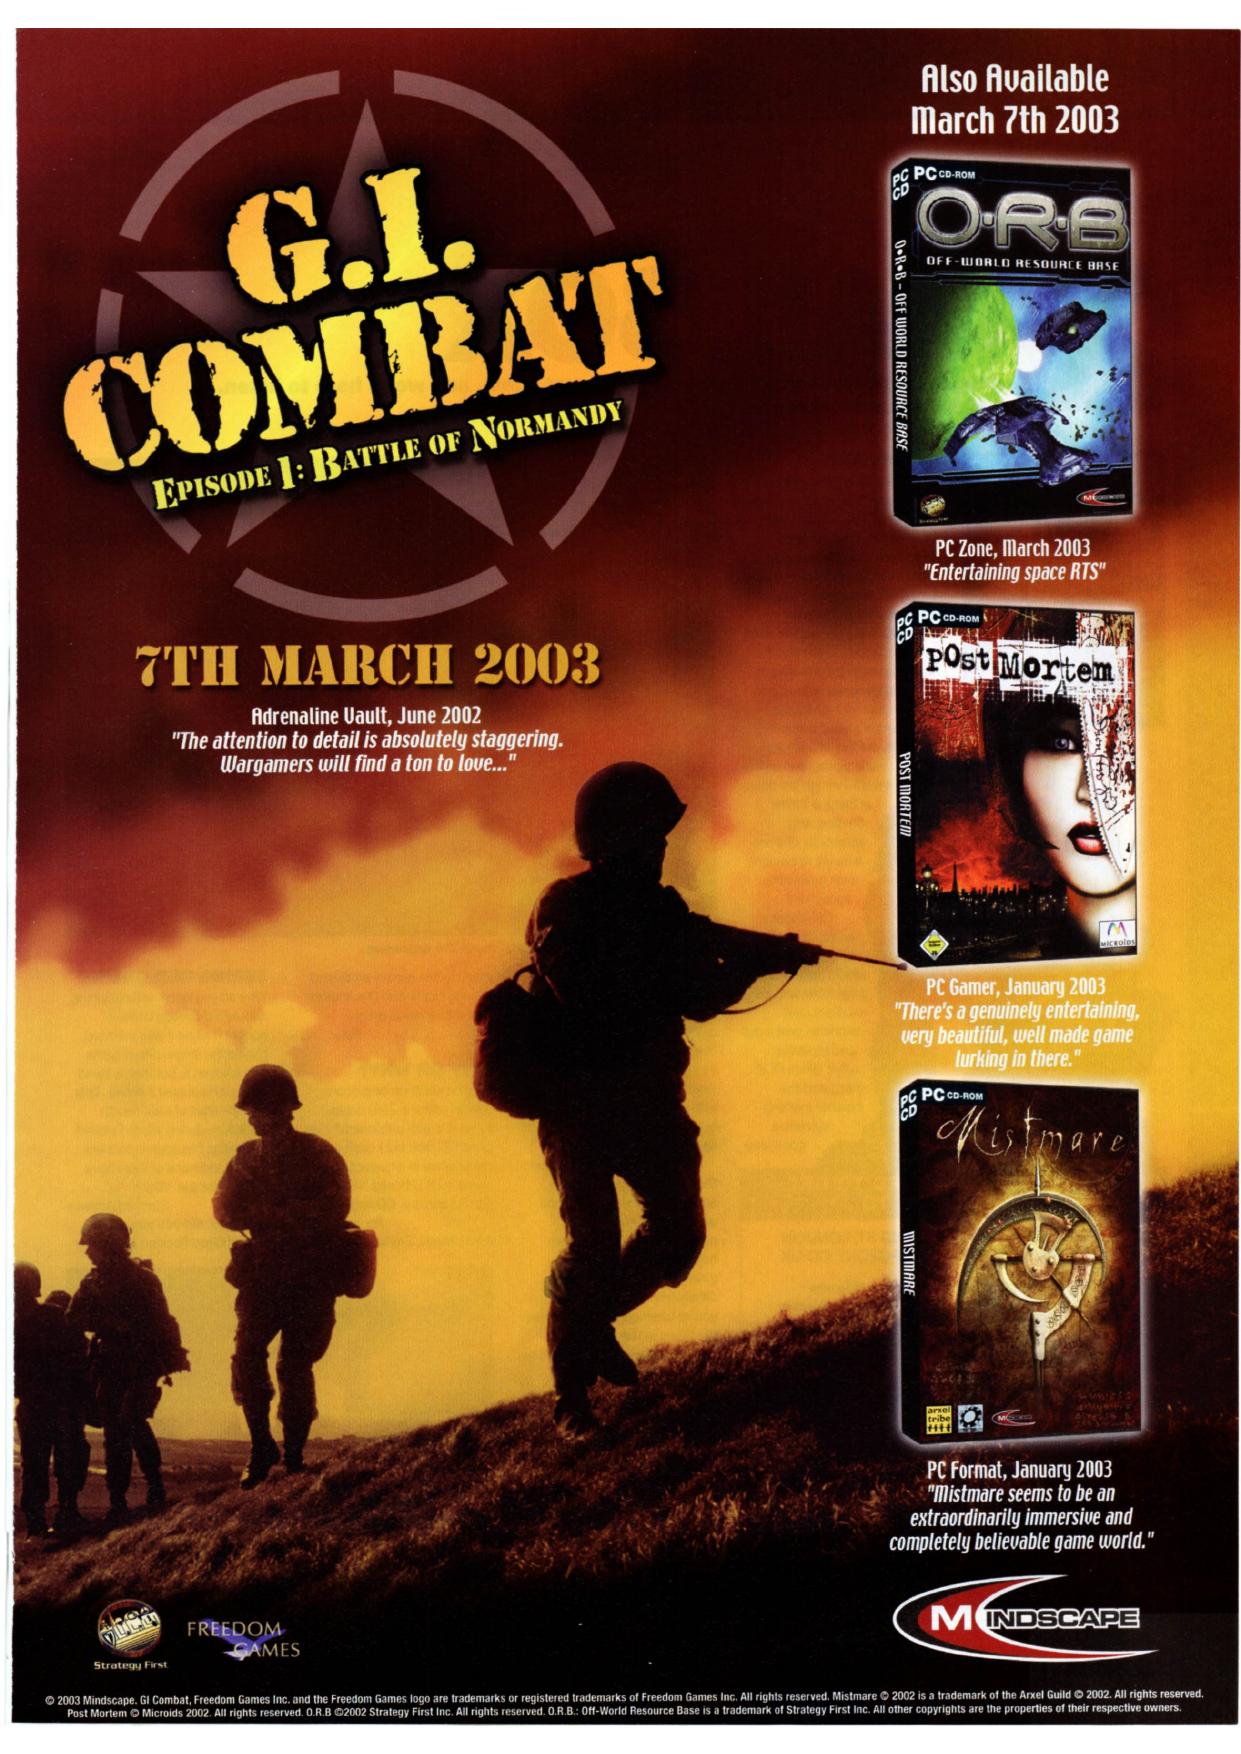 G.I.
COMBAT
EPISODE 1: BATTLE OF NORMANDY
7TH MARCH 2003
Adrenaline Vault, June 2002
"The attention to detail is absolutely staggering.
Wargamers will find a ton to love..."
Also Available
March 7th 2003
PC CD
PC CD-ROM
O·R·B
OFF-WORLD RESOURCE BASE
O•R•B - OFF WORLD RESOURCE BASE
Strategy First
MINDSCAPE
PC Zone, March 2003
"Entertaining space RTS"
PC CD
PC CD-ROM
Post Mortem
POST MORTEM
MICROÏDS
PC Gamer, January 2003
"There's a genuinely entertaining,
very beautiful, well made game
lurking in there."
PC CD
PC CD-ROM
Mistmare
MISTMARE
arxel
tribe
MINDSCAPE
PC Format, January 2003
"Mistmare seems to be an
extraordinarily immersive and
completely believable game world."
Strategy First
FREEDOM
GAMES
MINDSCAPE
© 2003 Mindscape. GI Combat, Freedom Games Inc. and the Freedom Games logo are trademarks or registered trademarks of Freedom Games Inc. All rights reserved. Mistmare © 2002 is a trademark of the Arxel Guild © 2002. All rights reserved.
Post Mortem © Microids 2002. All rights reserved. O.R.B ©2002 Strategy First Inc. All rights reserved. O.R.B.: Off-World Resource Base is a trademark of Strategy First Inc. All other copyrights are the properties of their respective owners.